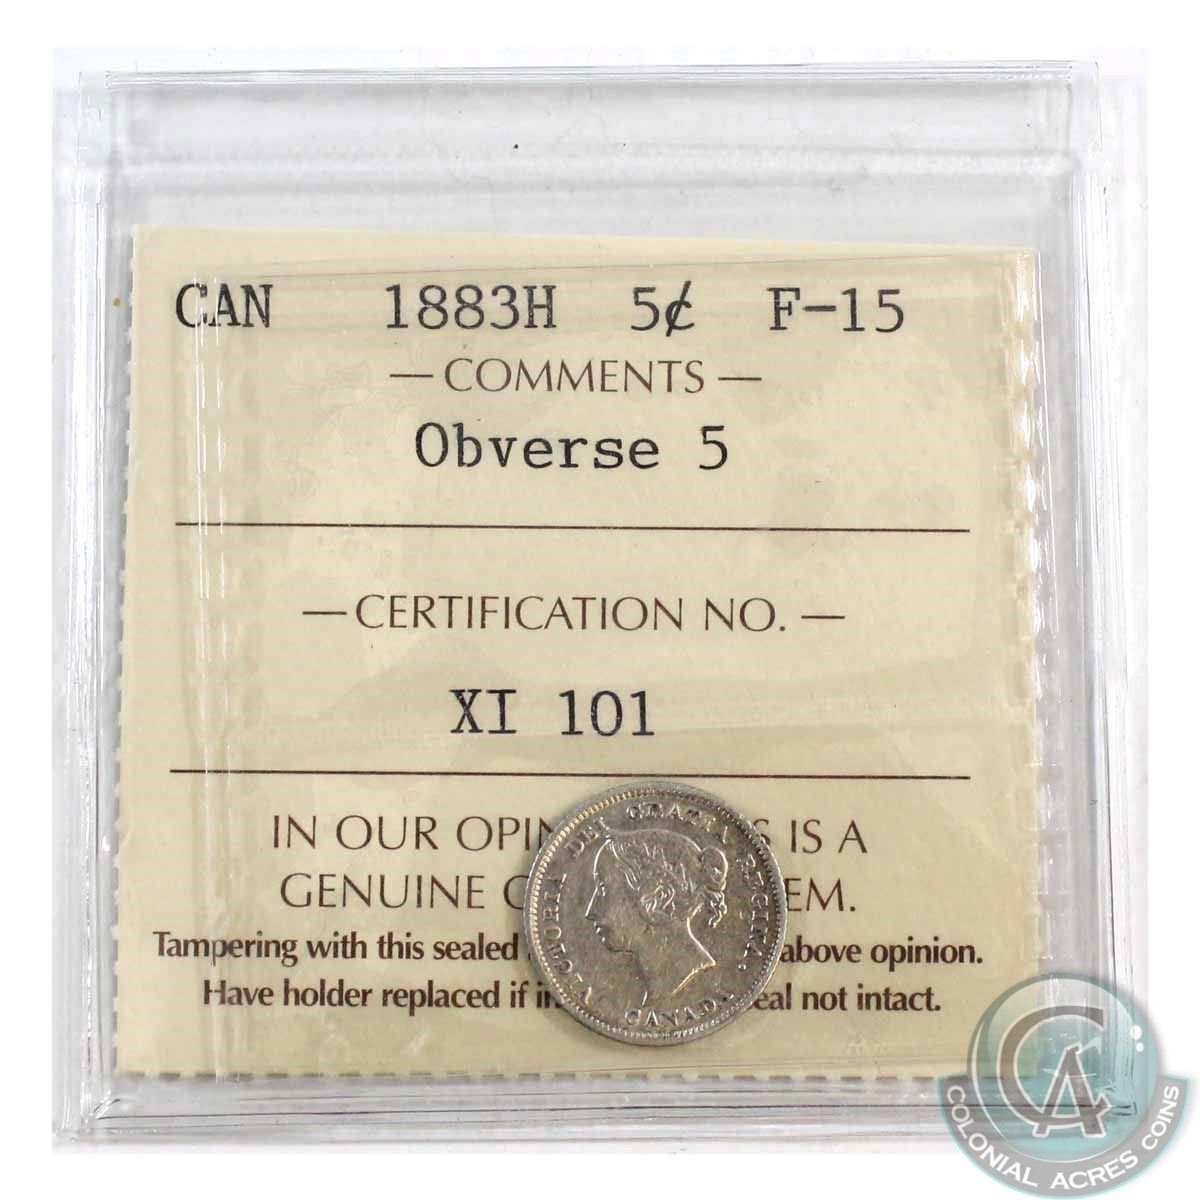 CAN 1883H 5¢ F-15
— COMMENTS —
Obverse 5
— CERTIFICATION NO. —
XI 101
IN OUR OPIN S IS A
GENUINE C EM.
Tampering with this sealed above opinion.
Have holder replaced if in eal not intact.
VICTORIA DEI GRATIA REGINA.
CANADA
CA
COLONIAL ACRES COINS